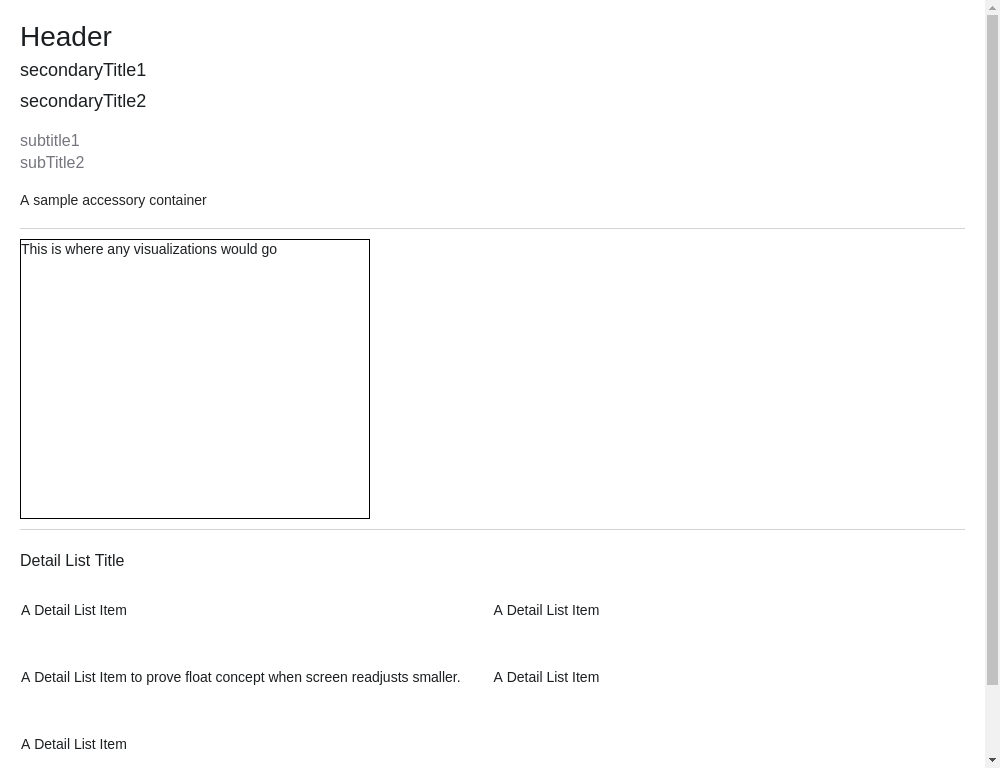 Header
secondaryTitle1
secondaryTitle2
subtitle1
subTitle2
A sample accessory container
This is where any visualizations would go
Detail List Title
A Detail List Item
A Detail List Item
A Detail List Item to prove float concept when screen readjusts smaller.
A Detail List Item
A Detail List Item